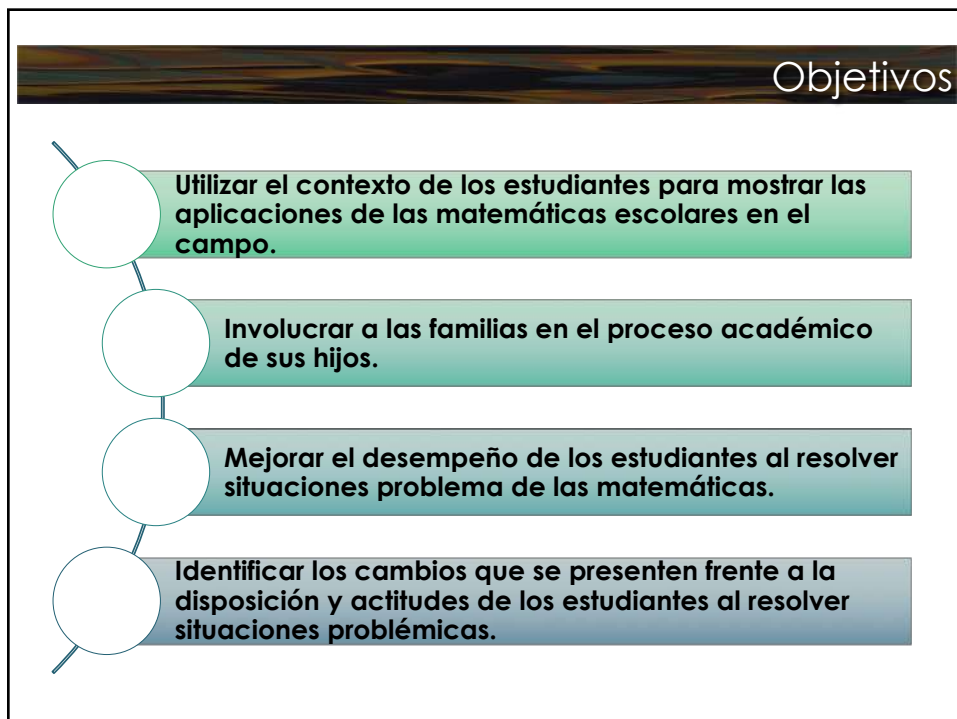 Objetivos
Utilizar el contexto de los estudiantes para mostrar las
aplicaciones de las matemáticas escolares en el
campo.
Involucrar a las familias en el proceso académico
de sus hijos.
Mejorar el desempeño de los estudiantes al resolver
situaciones problema de las matemáticas.
Identificar los cambios que se presenten frente a la
disposición y actitudes de los estudiantes al resolver
situaciones problémicas.